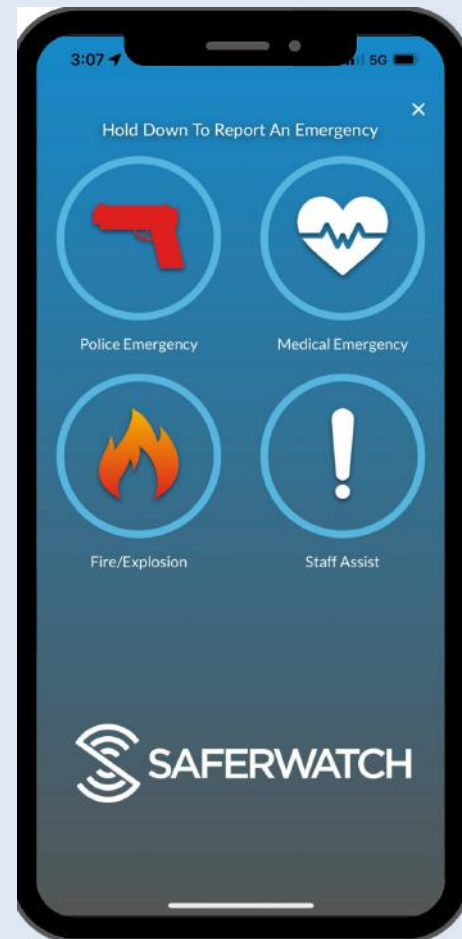 3:07
5G
Hold Down To Report An Emergency
Police Emergency
Medical Emergency
Fire/Explosion
Staff Assist
SAFERWATCH